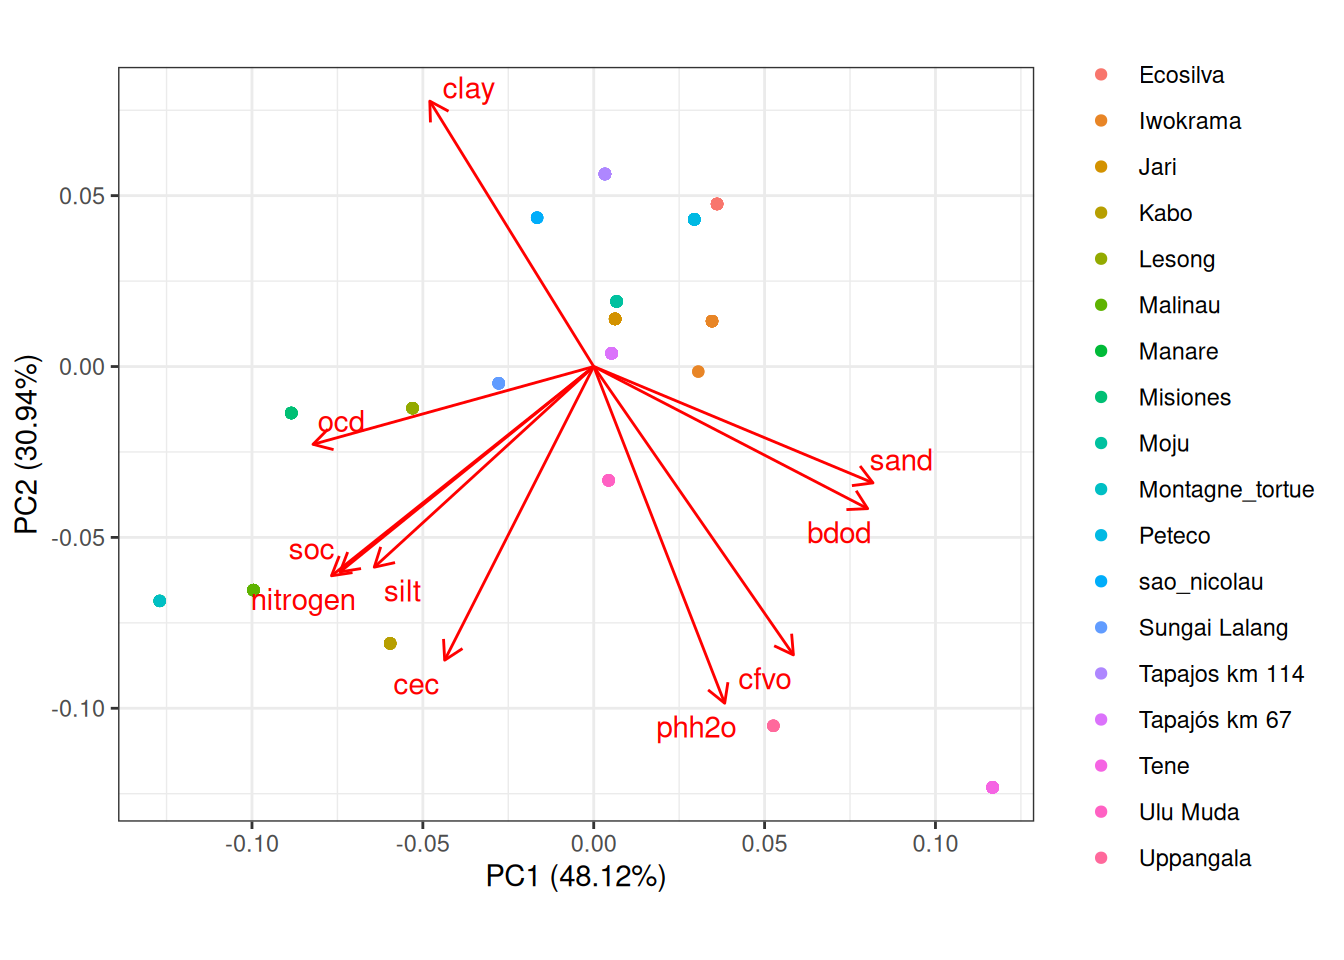 clay
ocd
sand
bdod
soc
nitrogen
silt
cec
cfvo
phh2o
0.05
0.00
-0.05
-0.10
PC2 (30.94%)
-0.10 -0.05 0.00 0.05 0.10
PC1 (48.12%)
Ecosilva
Iwokrama
Jari
Kabo
Lesong
Malinau
Manare
Misiones
Moju
Montagne_tortue
Peteco
sao_nicolau
Sungai Lalang
Tapajos km 114
Tapajós km 67
Tene
Ulu Muda
Uppangala